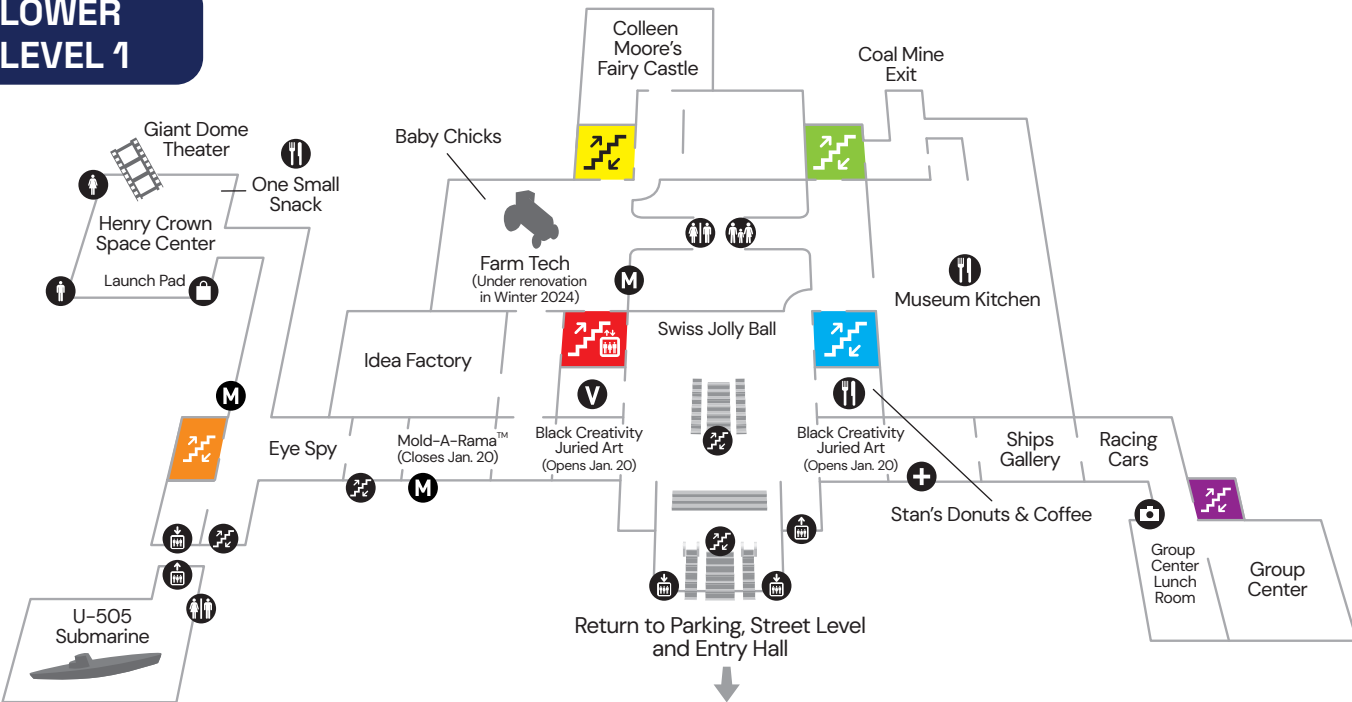 LOWER
LEVEL 1
Colleen
Moore's
Fairy Castle
Coal Mine
Exit
Giant Dome
Theater
Baby Chicks
One Small
Snack
Henry Crown
Space Center
Launch Pad
Farm Tech
(Under renovation
in Winter 2024)
M
Museum Kitchen
Swiss Jolly Ball
Idea Factory
M
V
Eye Spy
Mold-A-Rama™
(Closes Jan. 20)
Black Creativity
Juried Art
(Opens Jan. 20)
Black Creativity
Juried Art
(Opens Jan. 20)
Ships
Gallery
Racing
Cars
M
Stan's Donuts & Coffee
Group
Center
Lunch
Room
Group
Center
U-505
Submarine
Return to Parking, Street Level
and Entry Hall